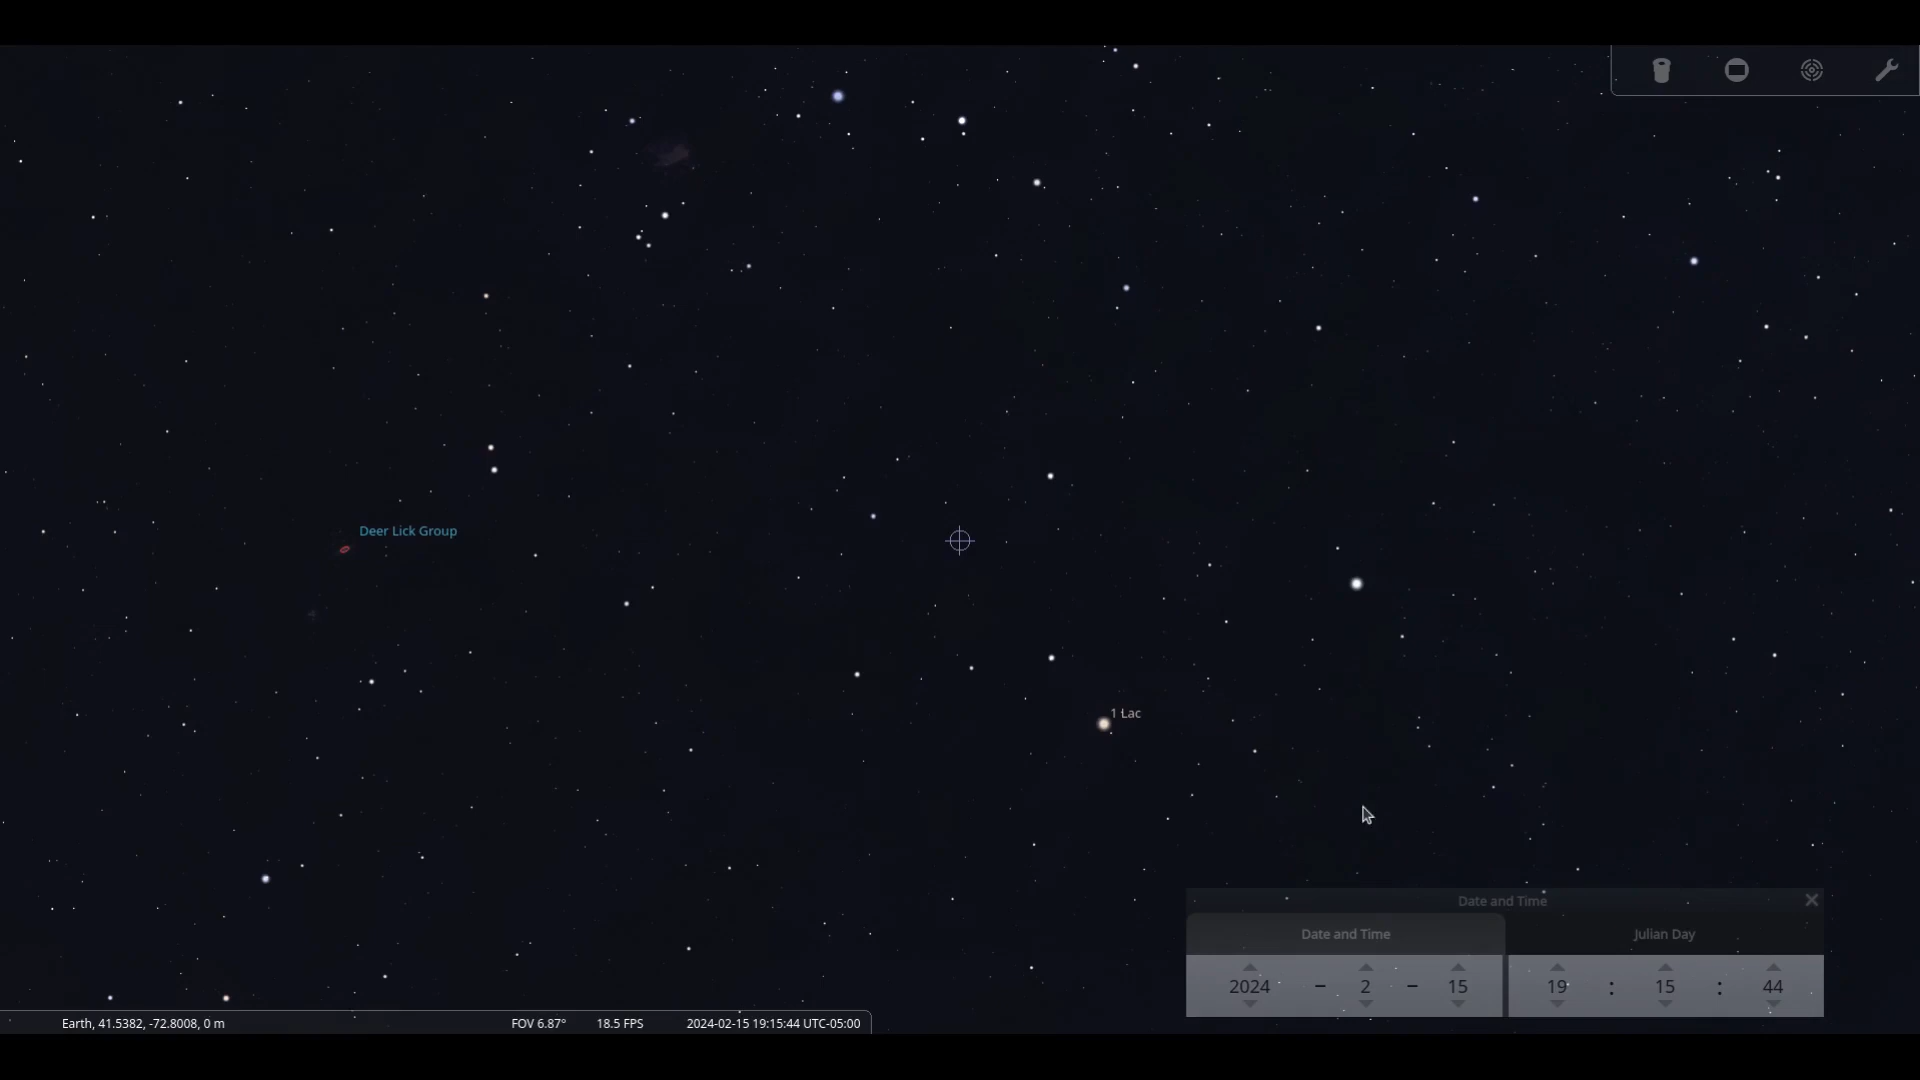 Deer Lick Group
1 Lac
Date and Time
Date and Time Julian Day
2024 - 2 - 15 19 : 15 : 44
Earth, 41.5382, -72.8008, 0 m FOV 6.87° 18.5 FPS 2024-02-15 19:15:44 UTC-05:00